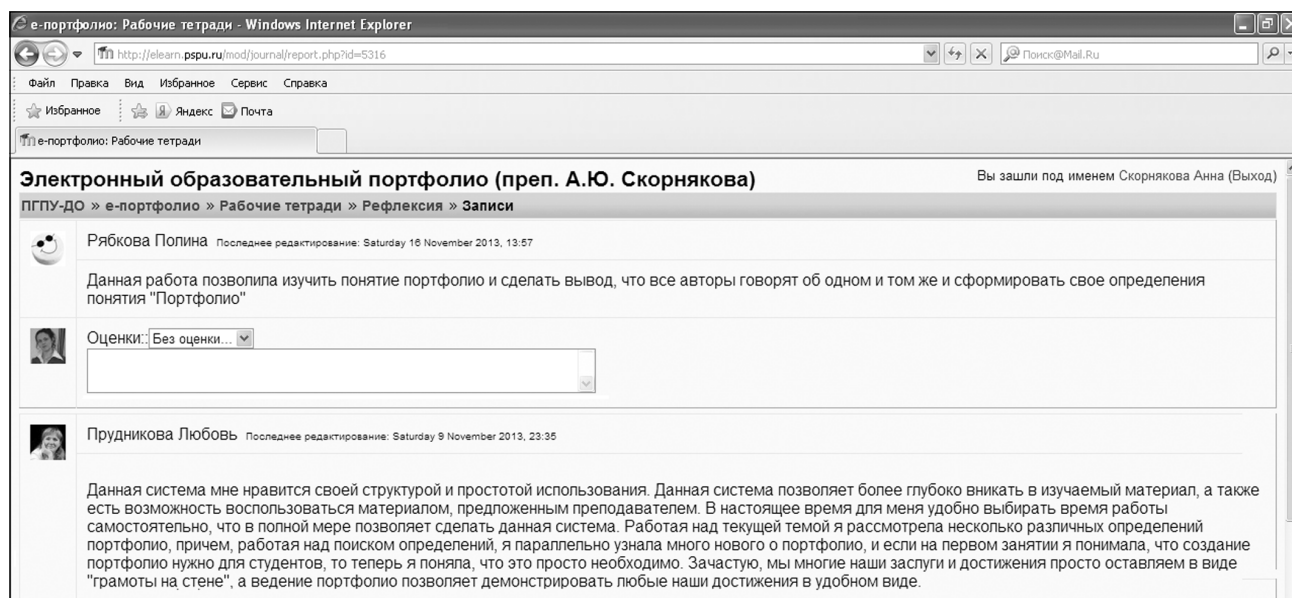 е-портфолио: Рабочие тетради - Windows Internet Explorer
http://elearn.pspu.ru/mod/journal/report.php?id=5316
Поиск@Mail.Ru
Файл Правка Вид Избранное Сервис Справка
Избранное Яндекс Почта
е-портфолио: Рабочие тетради
Электронный образовательный портфолио (преп. А.Ю. Скорнякова)
Вы зашли под именем Скорнякова Анна (Выход)
ПГПУ-ДО » е-портфолио » Рабочие тетради » Рефлексия » Записи
Рябкова Полина Последнее редактирование: Saturday 16 November 2013, 13:57
Данная работа позволила изучить понятие портфолио и сделать вывод, что все авторы говорят об одном и том же и сформировать свое определения
понятия "Портфолио"
Оценки:: Без оценки...
Прудникова Любовь Последнее редактирование: Saturday 9 November 2013, 23:35
Данная система мне нравится своей структурой и простотой использования. Данная система позволяет более глубоко вникать в изучаемый материал, а также
есть возможность воспользоваться материалом, предложенным преподавателем. В настоящее время для меня удобно выбирать время работы
самостоятельно, что в полной мере позволяет сделать данная система. Работая над текущей темой я рассмотрела несколько различных определений
портфолио, причем, работая над поиском определений, я параллельно узнала много нового о портфолио, и если на первом занятии я понимала, что создание
портфолио нужно для студентов, то теперь я поняла, что это просто необходимо. Зачастую, мы многие наши заслуги и достижения просто оставляем в виде
"грамоты на стене", а ведение портфолио позволяет демонстрировать любые наши достижения в удобном виде.